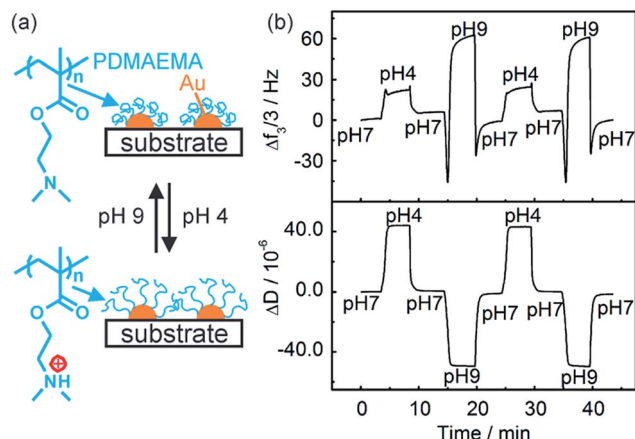 (a)
n
PDMAEMA
Au
O
O
N
substrate
pH 9
pH 4
n
O
O
⊕
NH
substrate
(b)
Δf₃/3 / Hz
60
30
0
-30
pH7
pH4
pH7
pH9
pH7
pH4
pH7
pH9
pH7
ΔD / 10⁻⁶
40.0
0.0
-40.0
pH7
pH4
pH7
pH9
pH7
pH4
pH7
pH9
pH7
0
10
20
30
40
Time / min